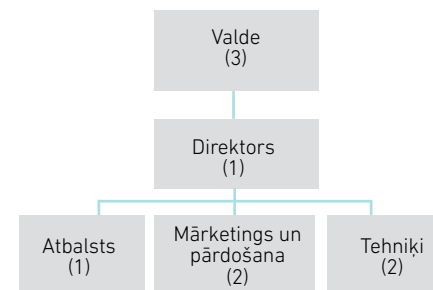 Valde
(3)
Direktors
(1)
Atbalsts
(1)
Mārketings un
pārdošana
(2)
Tehniķi
(2)